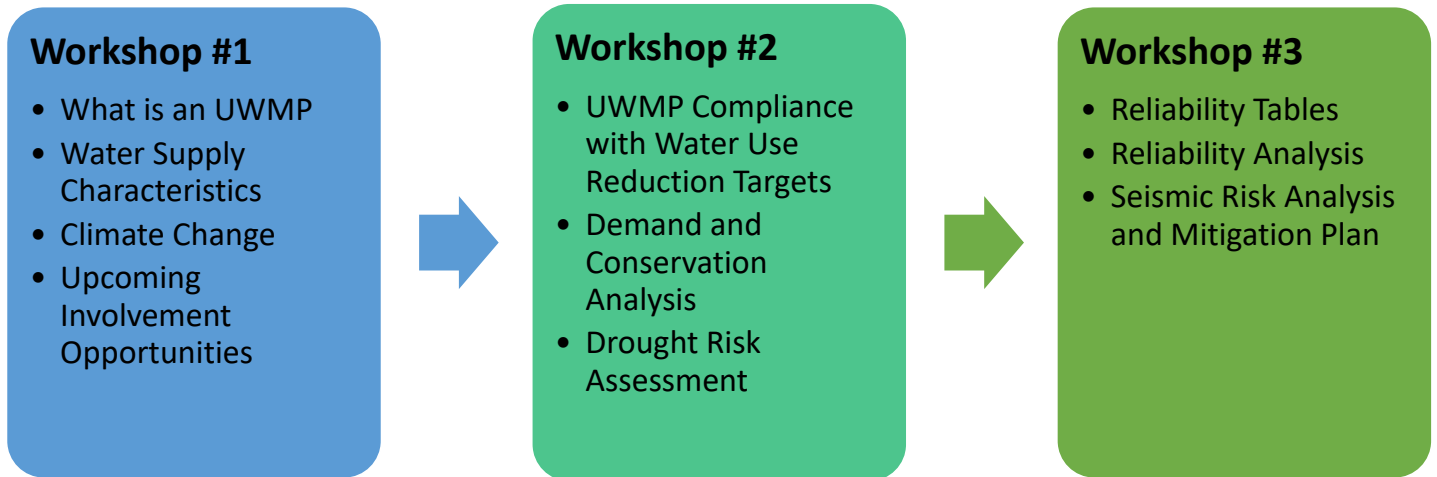 Workshop #1
• What is an UWMP
• Water Supply
Characteristics
• Climate Change
• Upcoming
Involvement
Opportunities
Workshop #2
• UWMP Compliance
with Water Use
Reduction Targets
• Demand and
Conservation
Analysis
• Drought Risk
Assessment
Workshop #3
• Reliability Tables
• Reliability Analysis
• Seismic Risk Analysis
and Mitigation Plan